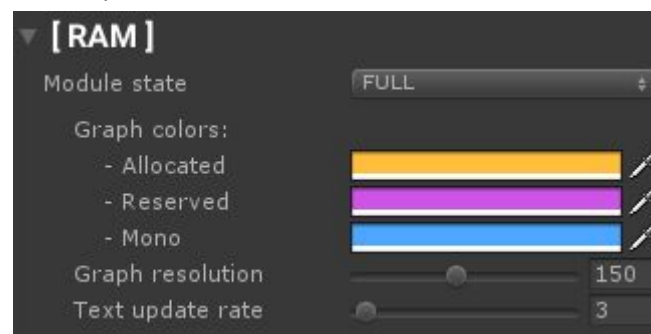 [ RAM ]
Module state FULL
Graph colors:
- Allocated
- Reserved
- Mono
Graph resolution 150
Text update rate 3